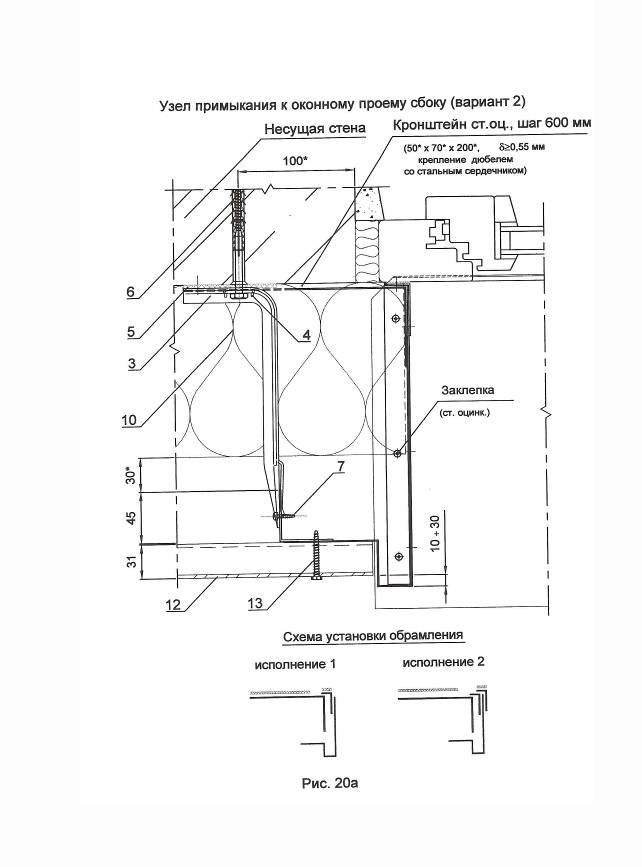 Узел примыкания к оконному проему сбоку (вариант 2)
Несущая стена
Кронштейн ст.оц., шаг 600 мм
(50* х 70* х 200*, δ≥0,55 мм
крепление дюбелем
со стальным сердечником)
100*
6
5
4
3
10
Заклепка
(ст. оцинк.)
30*
7
45
10 ÷ 30
31
12
13
Схема установки обрамления
исполнение 1
исполнение 2
Рис. 20а